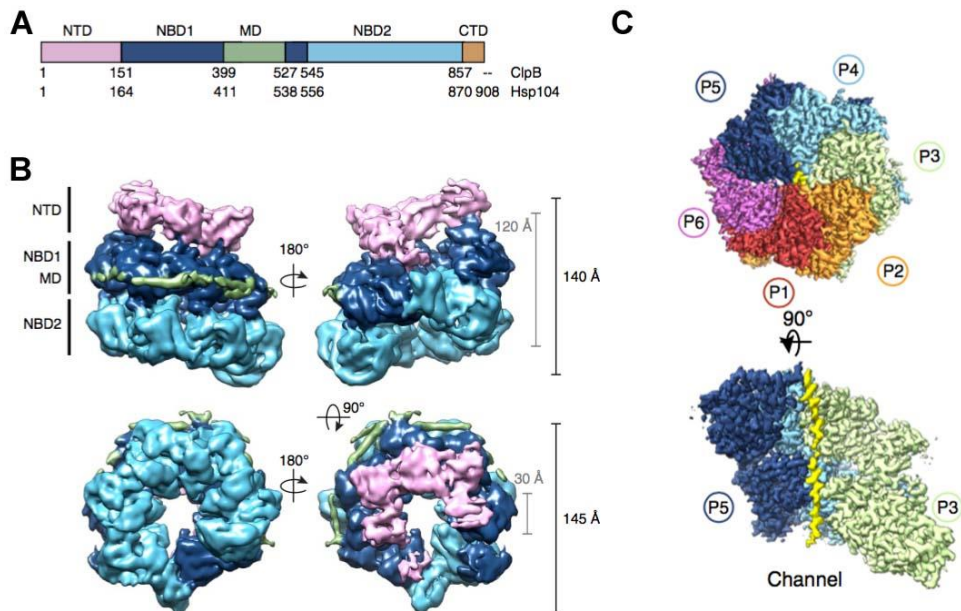 A
NTD NBD1 MD NBD2 CTD
1 151 399 527 545 857 -- ClpB
1 164 411 538 556 870 908 Hsp104
B
NTD
NBD1
MD
NBD2
180°
120 Å
140 Å
90°
180°
30 Å
145 Å
C
P5
P4
P3
P6
P1
P2
90°
P5
P3
Channel